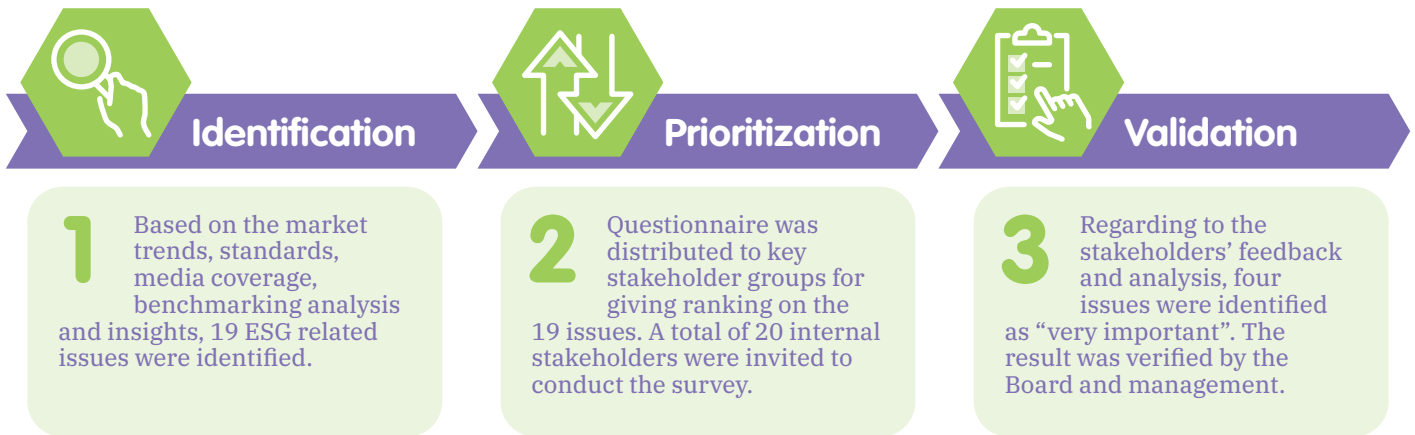 Identification
Prioritization
Validation
1
Based on the market
trends, standards,
media coverage,
benchmarking analysis
and insights, 19 ESG related
issues were identified.
2
Questionnaire was
distributed to key
stakeholder groups for
giving ranking on the
19 issues. A total of 20 internal
stakeholders were invited to
conduct the survey.
3
Regarding to the
stakeholders’ feedback
and analysis, four
issues were identified
as “very important”. The
result was verified by the
Board and management.